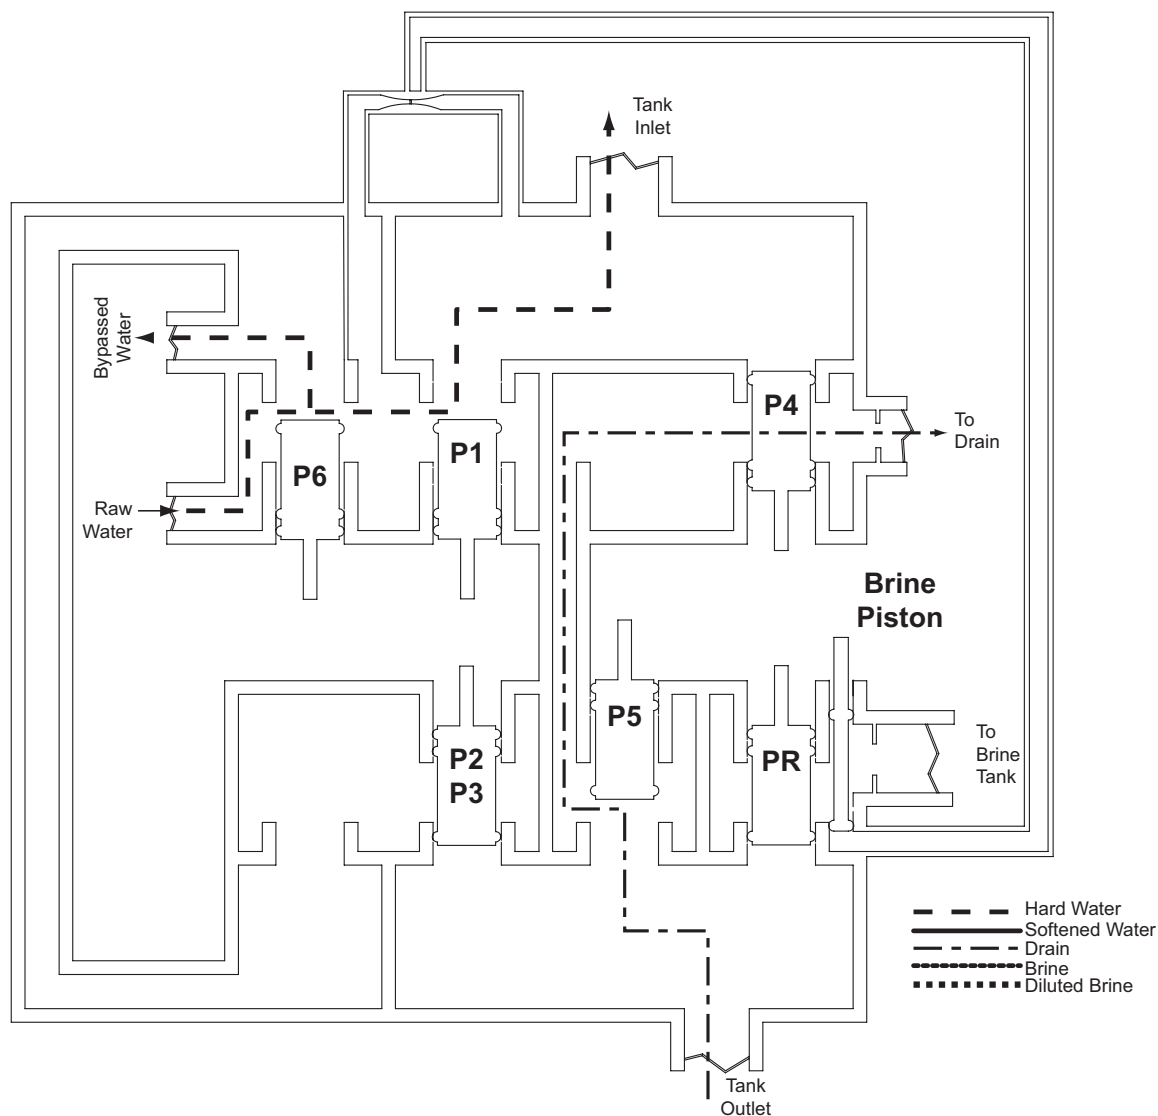 Tank
Inlet
Bypassed
Water
P4
To
Drain
P1
P6
Raw
Water
Brine
Piston
P5
P2
P3
PR
To
Brine
Tank
Hard Water
Softened Water
Drain
Brine
Diluted Brine
Tank
Outlet